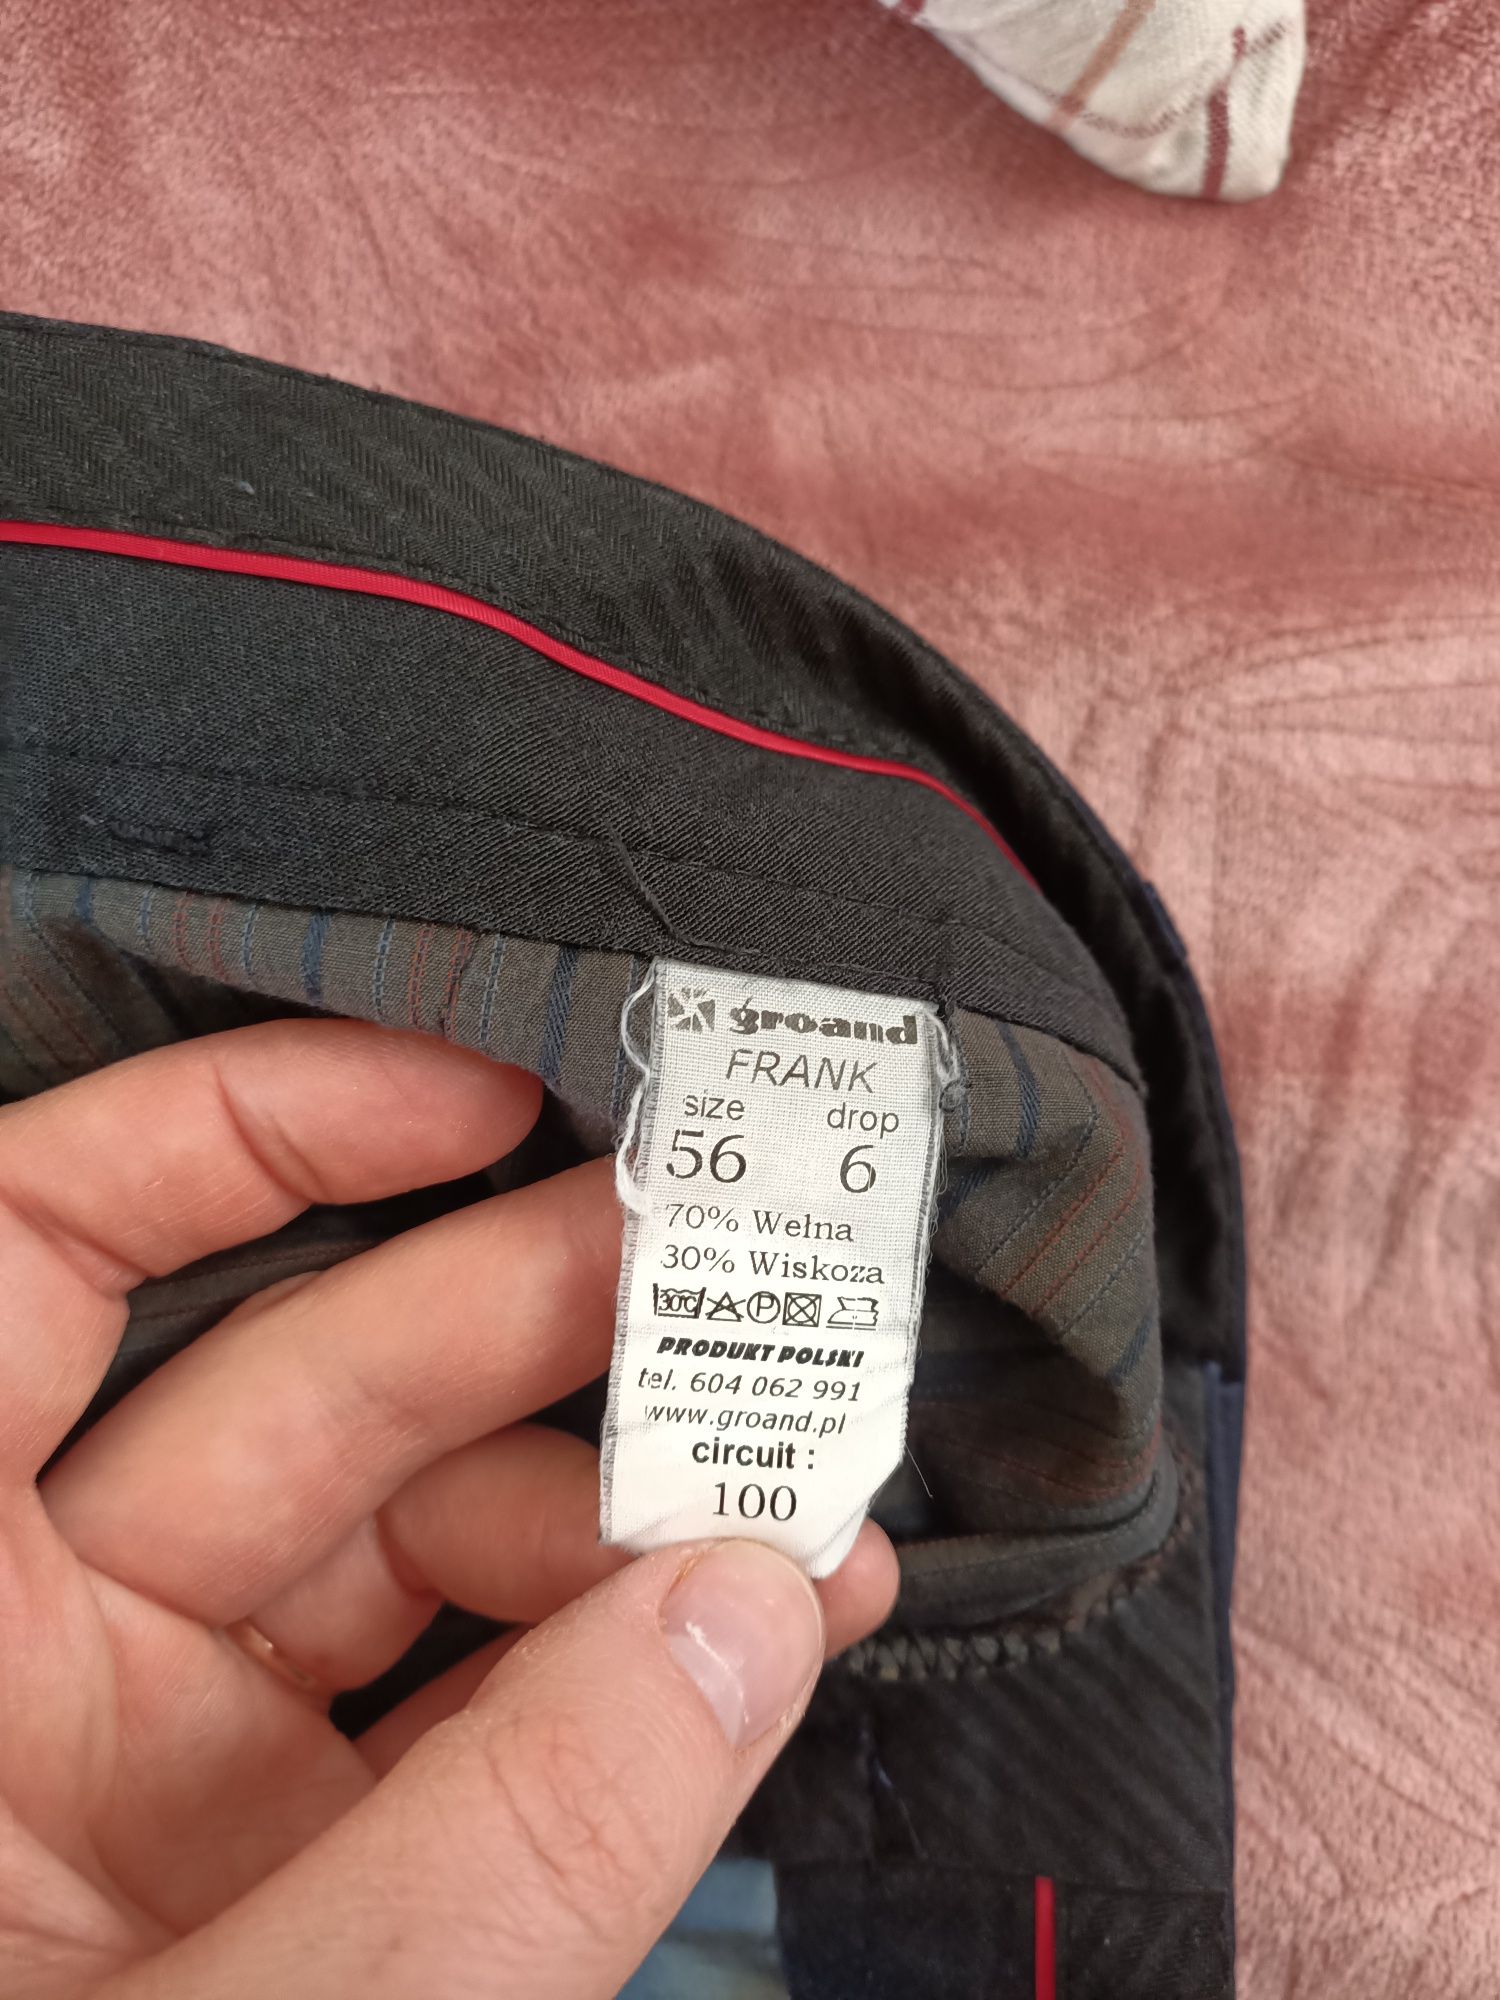 groand
FRANK
size drop
56 6
70% Wełna
30% Wiskoza
30°C P
PRODUKT POLSKI
tel. 604 062 991
www.groand.pl
circuit :
100